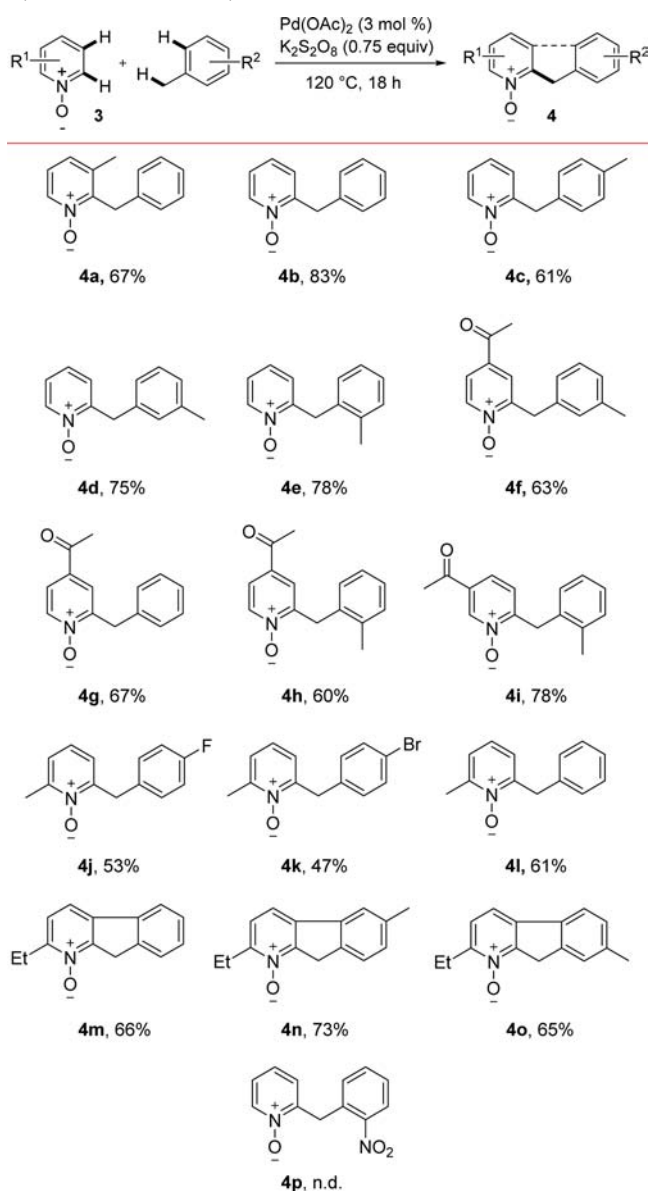 Pd(OAc)2 (3 mol %)
K2S2O8 (0.75 equiv)
120 °C, 18 h
R1 H H N + O - 3 + H H R2
R1 N + O - 4 R2
N + O −
4a, 67%
N + O −
4b, 83%
N + O −
4c, 61%
N + O −
4d, 75%
N + O −
4e, 78%
O N + O −
4f, 63%
O N + O −
4g, 67%
O N + O −
4h, 60%
O N + O −
4i, 78%
N + O − F
4j, 53%
N + O − Br
4k, 47%
N + O −
4l, 61%
Et N + O −
4m, 66%
Et N + O −
4n, 73%
Et N + O −
4o, 65%
N + O − NO2
4p, n.d.